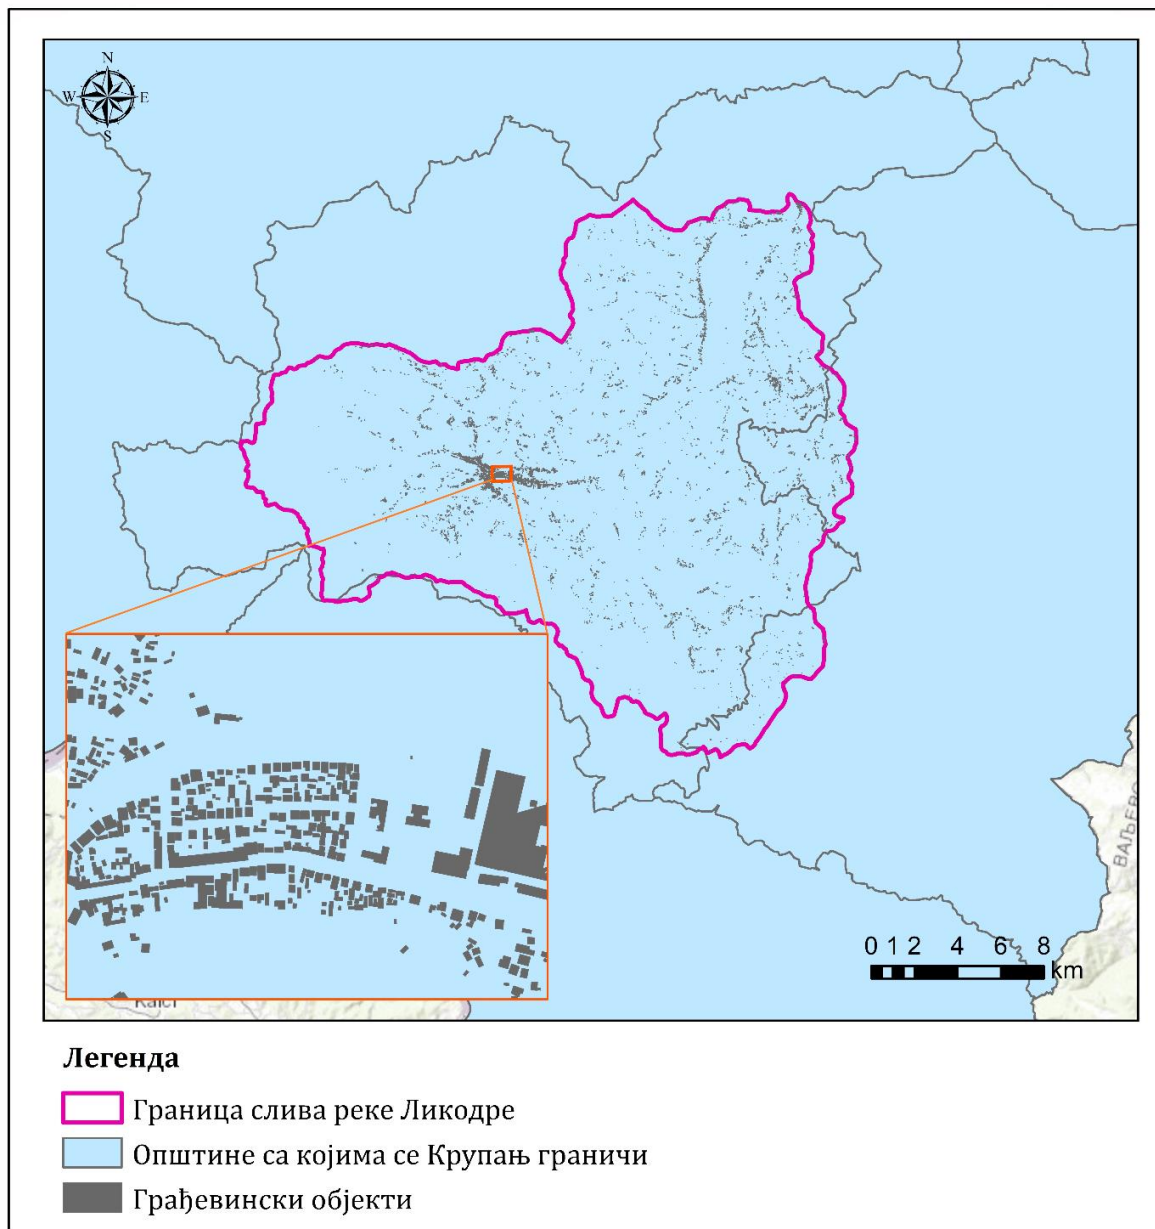 N
W E
S
ВАЉЕВО
0 1 2 4 6 8
km
Легенда
Граница слива реке Ликодре
Општине са којима се Крупањ граничи
Грађевински објекти